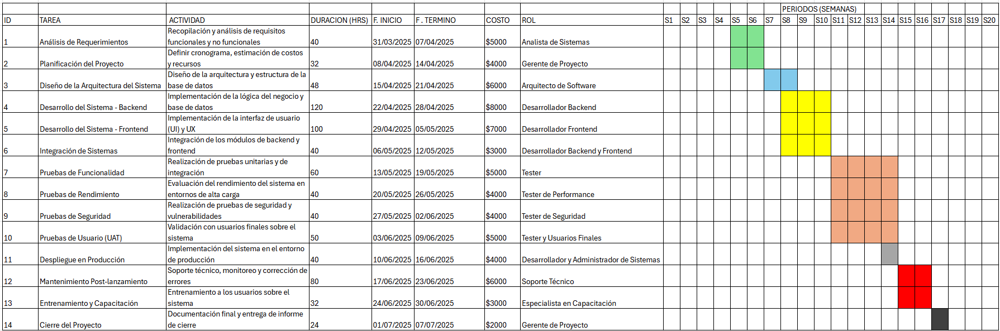 PERIODOS (SEMANAS)
ID TAREA ACTIVIDAD DURACION (HRS) F. INICIO F . TERMINO COSTO ROL S1 S2 S3 S4 S5 S6 S7 S8 S9 S10 S11 S12 S13 S14 S15 S16 S17 S18 S19 S20
Recopilación y análisis de requisitos
1 Análisis de Requerimientos funcionales y no funcionales 40 31/03/2025 07/04/2025 $5000 Analista de Sistemas
Definir cronograma, estimación de costos
2 Planificación del Proyecto y recursos 32 08/04/2025 14/04/2025 $4000 Gerente de Proyecto
Diseño de la arquitectura y estructura de la
3 Diseño de la Arquitectura del Sistema base de datos 48 15/04/2025 21/04/2025 $6000 Arquitecto de Software
Implementación de la lógica del negocio y
4 Desarrollo del Sistema - Backend base de datos 120 22/04/2025 28/04/2025 $8000 Desarrollador Backend
Implementación de la interfaz de usuario
5 Desarrollo del Sistema - Frontend (UI) y UX 100 29/04/2025 05/05/2025 $7000 Desarrollador Frontend
Integración de los módulos de backend y
6 Integración de Sistemas frontend 40 06/05/2025 12/05/2025 $3000 Desarrollador Backend y Frontend
Realización de pruebas unitarias y de
7 Pruebas de Funcionalidad integración 60 13/05/2025 19/05/2025 $5000 Tester
Evaluación del rendimiento del sistema en
8 Pruebas de Rendimiento entornos de alta carga 40 20/05/2025 26/05/2025 $4000 Tester de Performance
Realización de pruebas de seguridad y
9 Pruebas de Seguridad vulnerabilidades 40 27/05/2025 02/06/2025 $4000 Tester de Seguridad
Validación con usuarios finales sobre el
10 Pruebas de Usuario (UAT) sistema 50 03/06/2025 09/06/2025 $5000 Tester y Usuarios Finales
Implementación del sistema en el entorno
11 Despliegue en Producción de producción 40 10/06/2025 16/06/2025 $4000 Desarrollador y Administrador de Sistemas
Soporte técnico, monitoreo y corrección de
12 Mantenimiento Post-lanzamiento errores 80 17/06/2025 23/06/2025 $6000 Soporte Técnico
Entrenamiento a los usuarios sobre el
13 Entrenamiento y Capacitación sistema 32 24/06/2025 30/06/2025 $3000 Especialista en Capacitación
Documentación final y entrega de informe
14 Cierre del Proyecto de cierre 24 01/07/2025 07/07/2025 $2000 Gerente de Proyecto